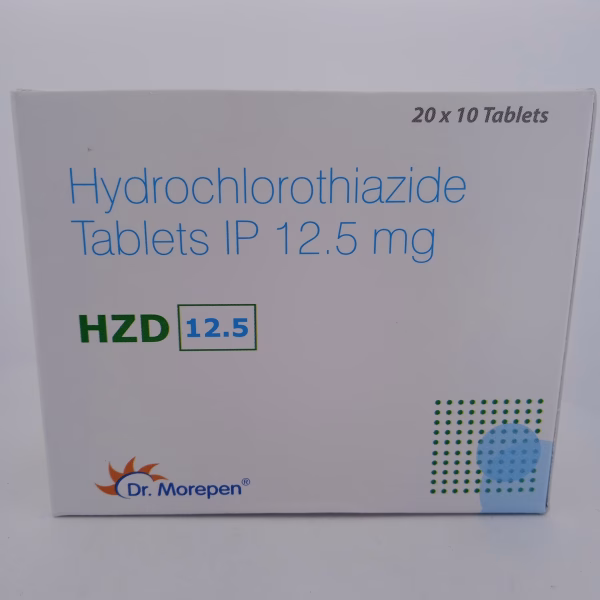 20 x 10 Tablets
Hydrochlorothiazide
Tablets IP 12.5 mg
HZD 12.5
Dr. Morepen®